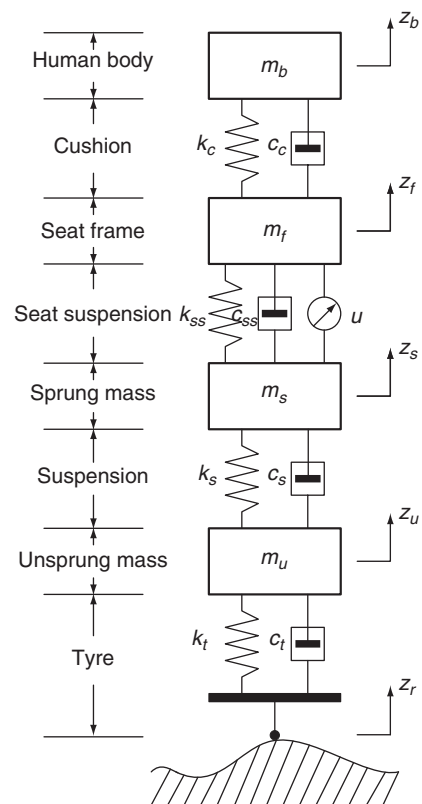 z_b
Human body
m_b
Cushion
k_c
c_c
z_f
Seat frame
m_f
Seat suspension
k_ss
c_ss
u
z_s
Sprung mass
m_s
Suspension
k_s
c_s
z_u
Unsprung mass
m_u
Tyre
k_t
c_t
z_r